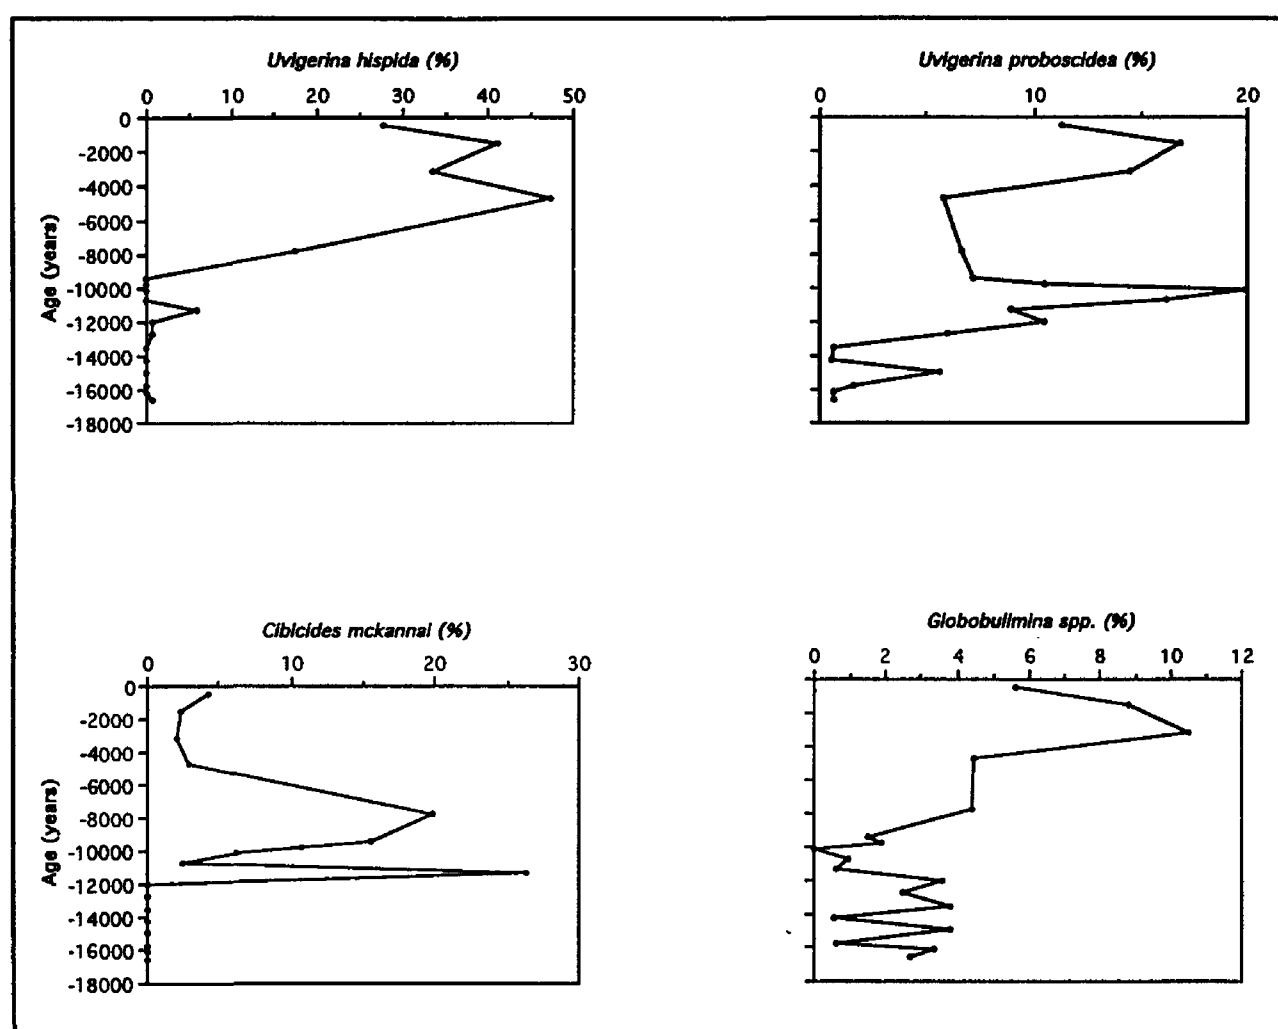 Uvigerina hispida (%)
0 10 20 30 40 50
0
-2000
-4000
-6000
-8000
-10000
-12000
-14000
-16000
-18000
Age (years)
Uvigerina proboscidea (%)
0 10 20
Cibicides mckannai (%)
0 10 20 30
0
-2000
-4000
-6000
-8000
-10000
-12000
-14000
-16000
-18000
Age (years)
Globobulimina spp. (%)
0 2 4 6 8 10 12